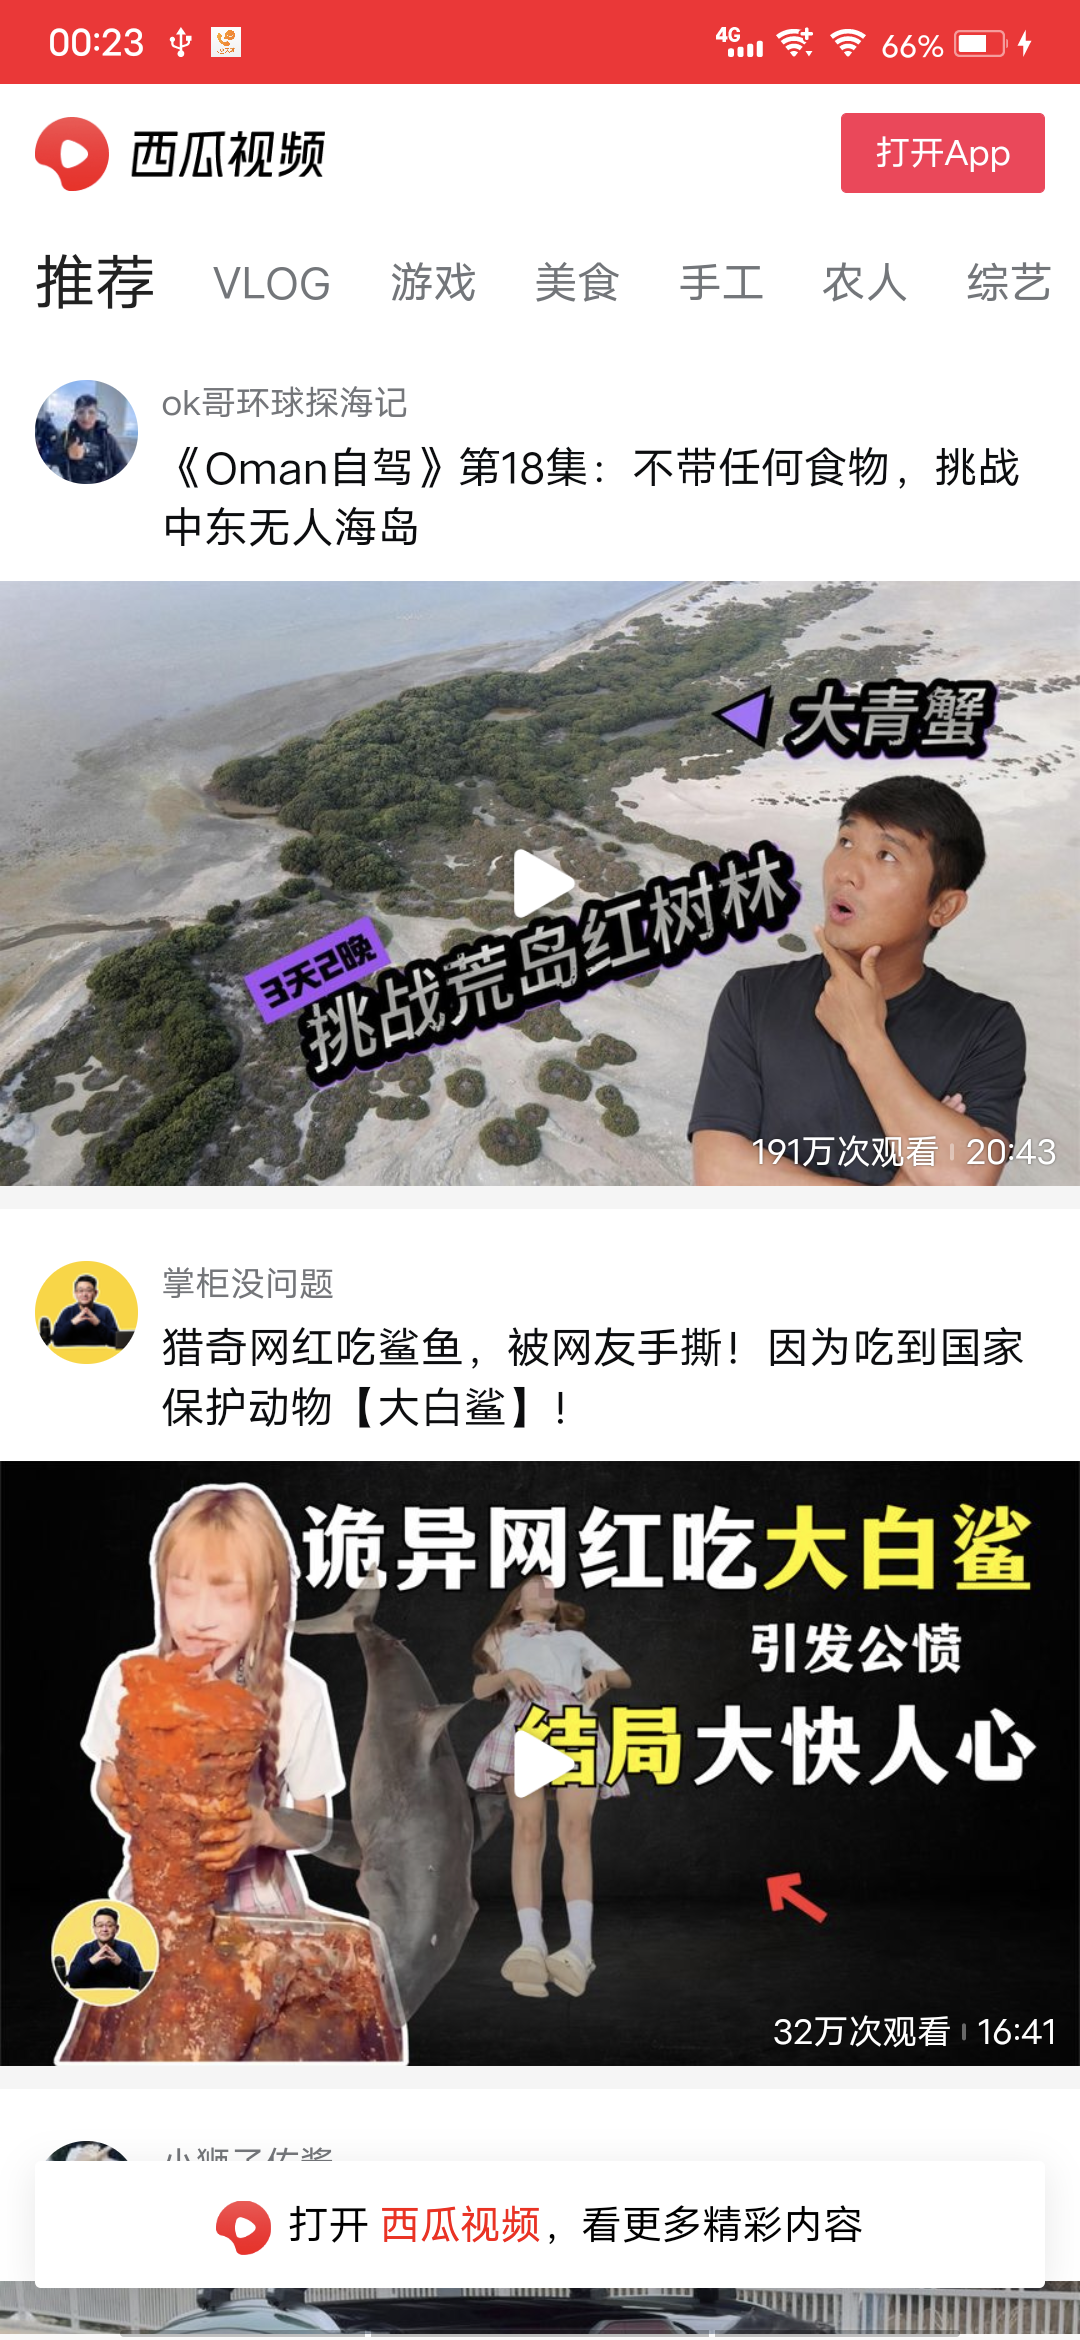 00:23
4G
66%
西瓜视频
打开App
推荐 VLOG 游戏 美食 手工 农人 综艺
ok哥环球探海记
《Oman自驾》第18集：不带任何食物，挑战
中东无人海岛
大青蟹
3天2晚
挑战荒岛红树林
191万次观看
20:43
掌柜没问题
猎奇网红吃鲨鱼，被网友手撕！因为吃到国家
保护动物【大白鲨】！
诡异网红吃大白鲨
引发公愤
结局大快人心
32万次观看
16:41
打开 西瓜视频，看更多精彩内容